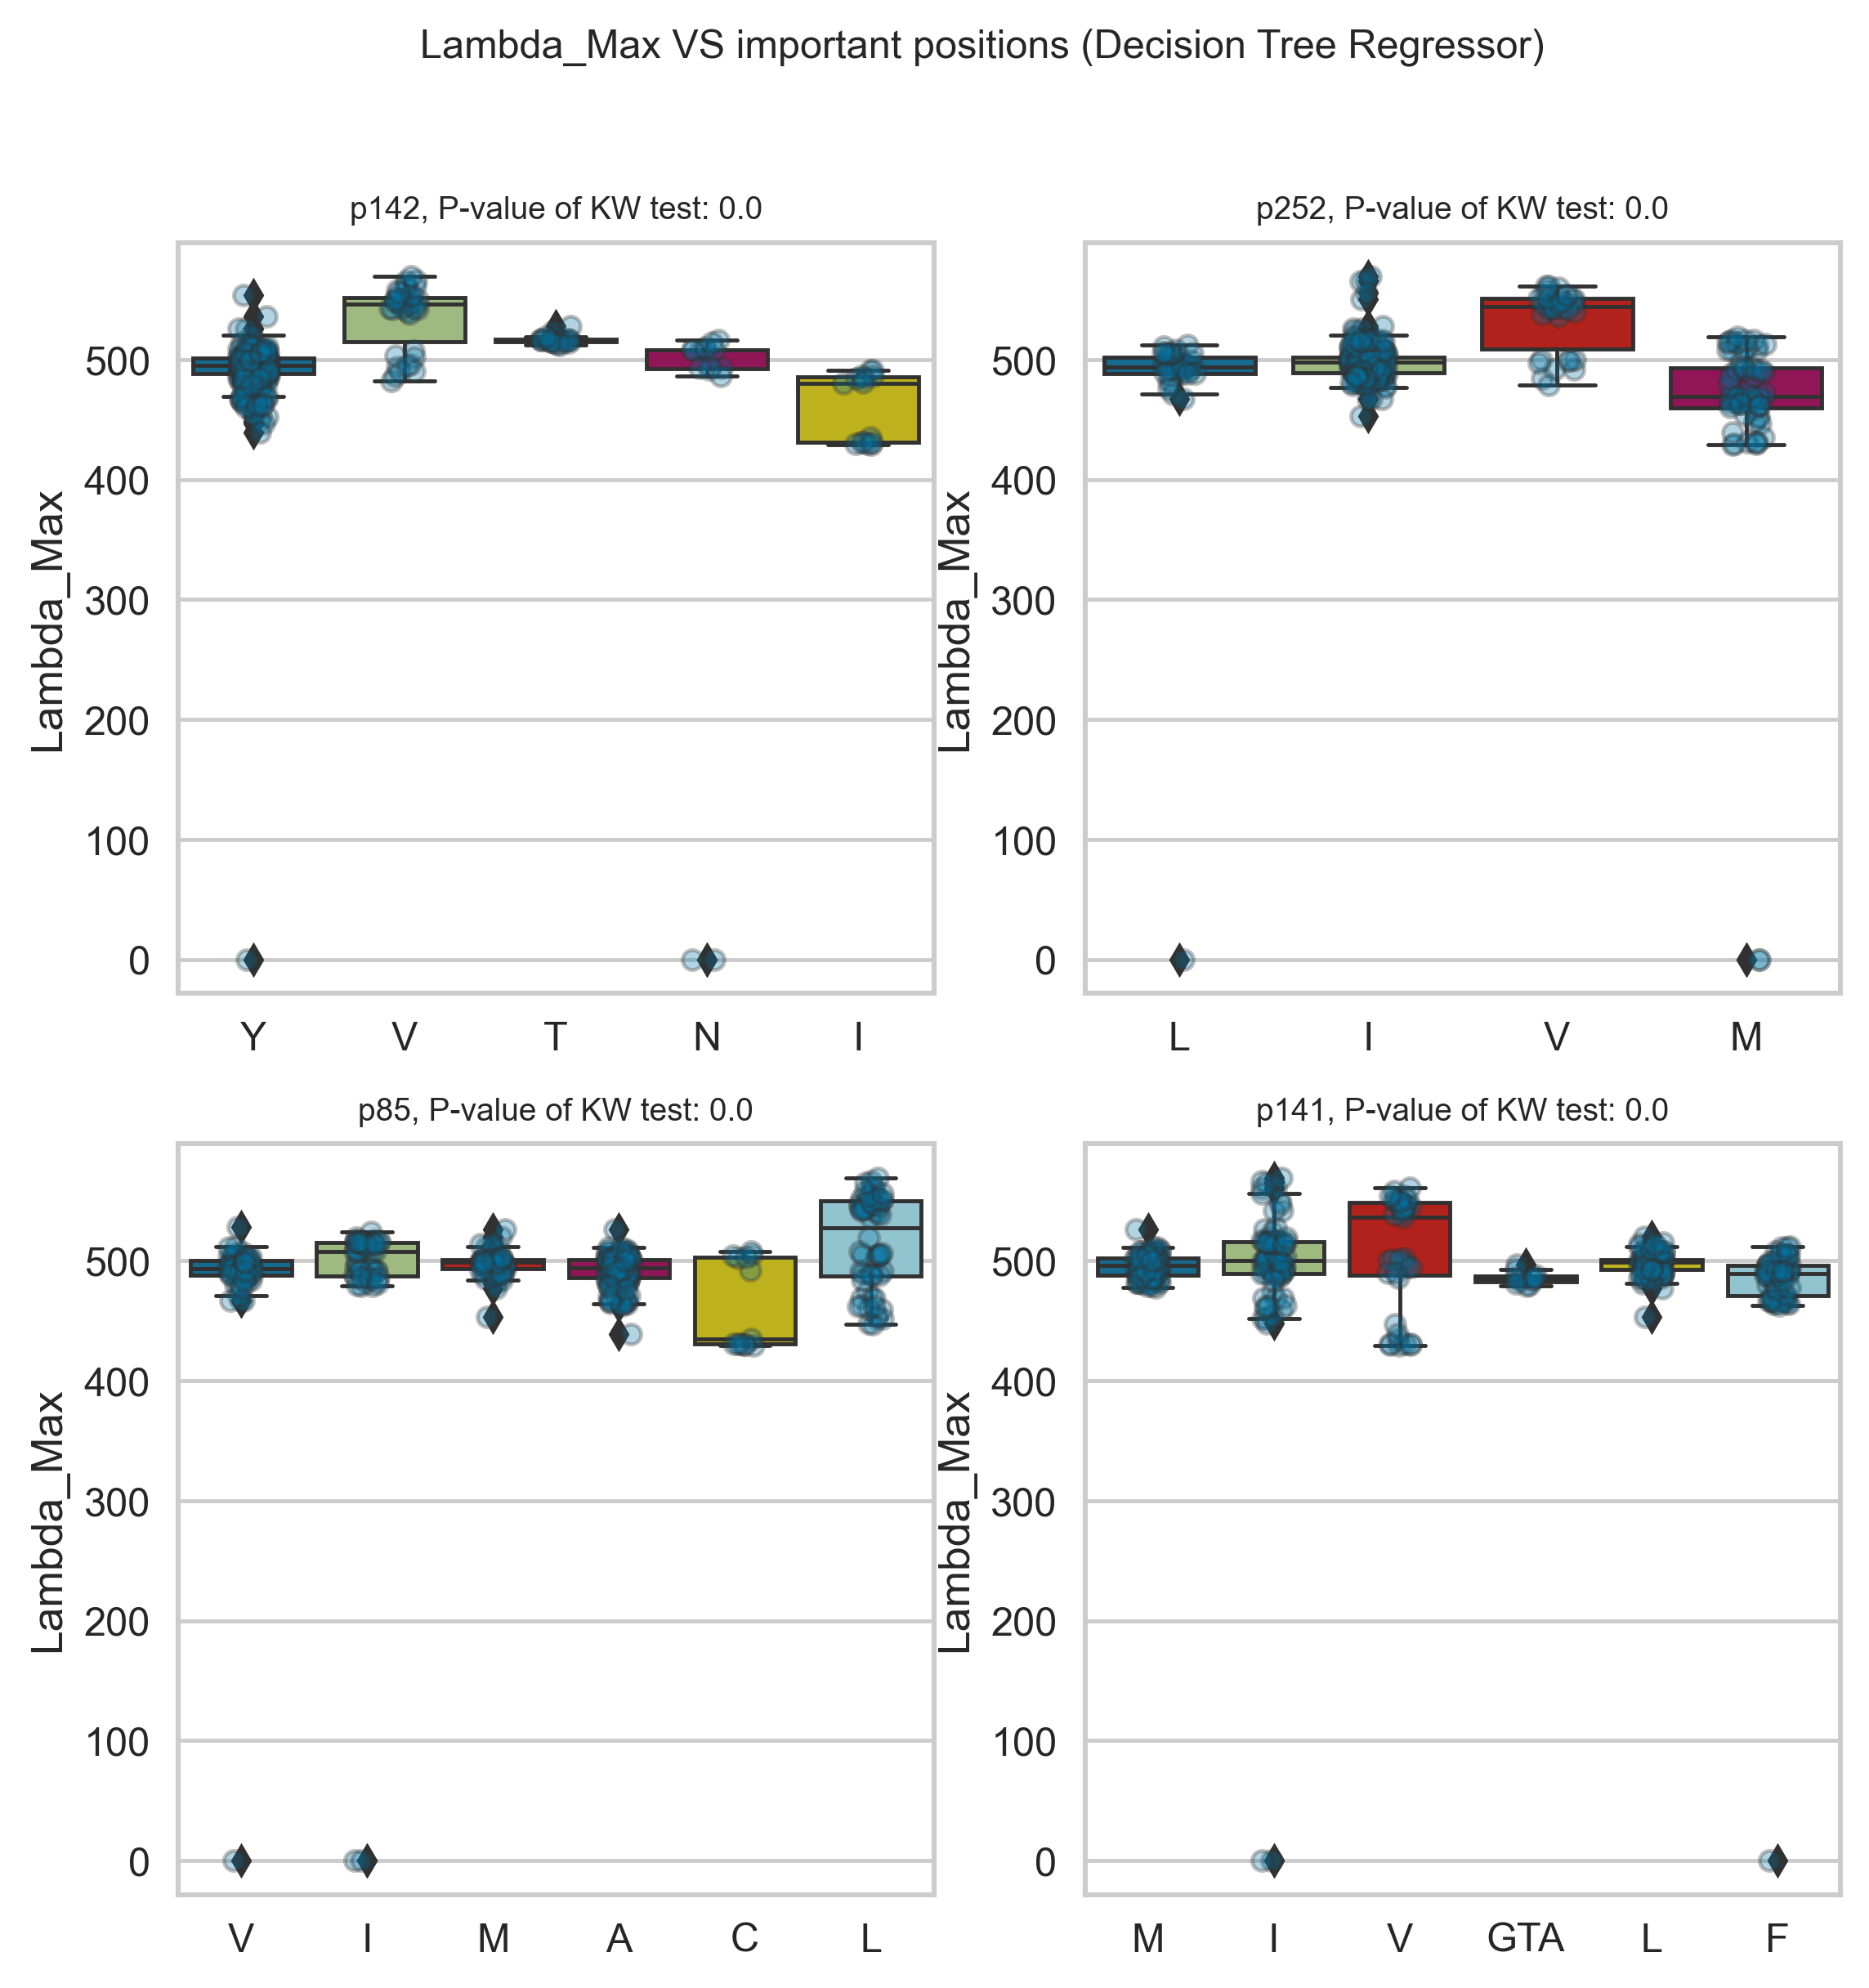 Lambda_Max VS important positions (Decision Tree Regressor)
p142, P-value of KW test: 0.0
Lambda_Max
500
400
300
200
100
0
Y V T N I
p252, P-value of KW test: 0.0
Lambda_Max
500
400
300
200
100
0
L I V M
p85, P-value of KW test: 0.0
Lambda_Max
500
400
300
200
100
0
V I M A C L
p141, P-value of KW test: 0.0
Lambda_Max
500
400
300
200
100
0
M I V GTA L F